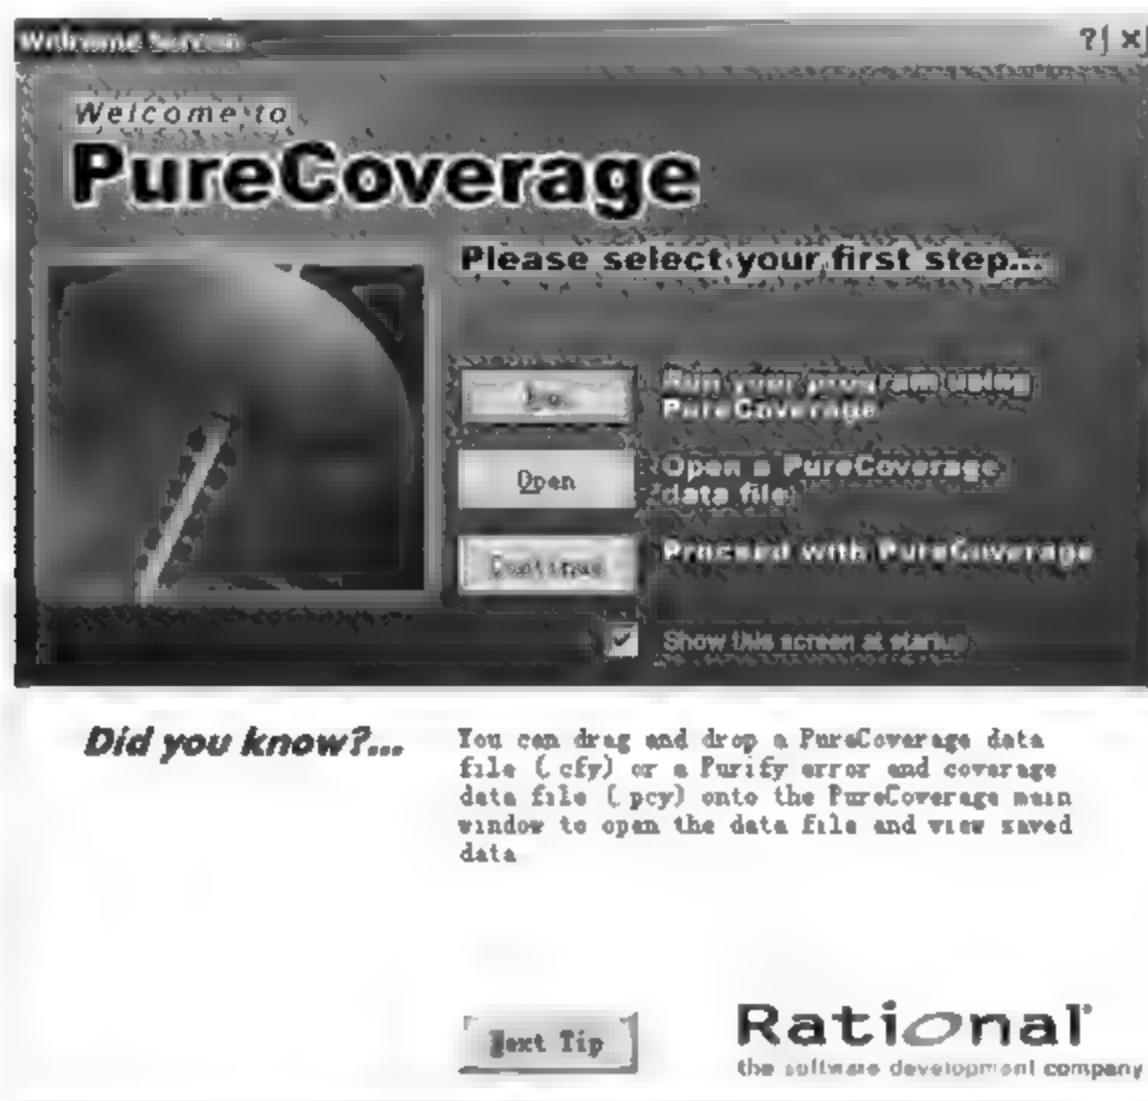 Welcome Screen
Welcome to
PureCoverage
Please select your first step...
Run your program using
PureCoverage
Open
Open a PureCoverage
data file
Continue
Proceed with PureCoverage
Show this screen at startup
Did you know?...
You can drag and drop a PureCoverage data
file (.cfy) or a Purify error and coverage
data file (.pcy) onto the PureCoverage main
window to open the data file and view saved
data
Next Tip
Rational
the software development company